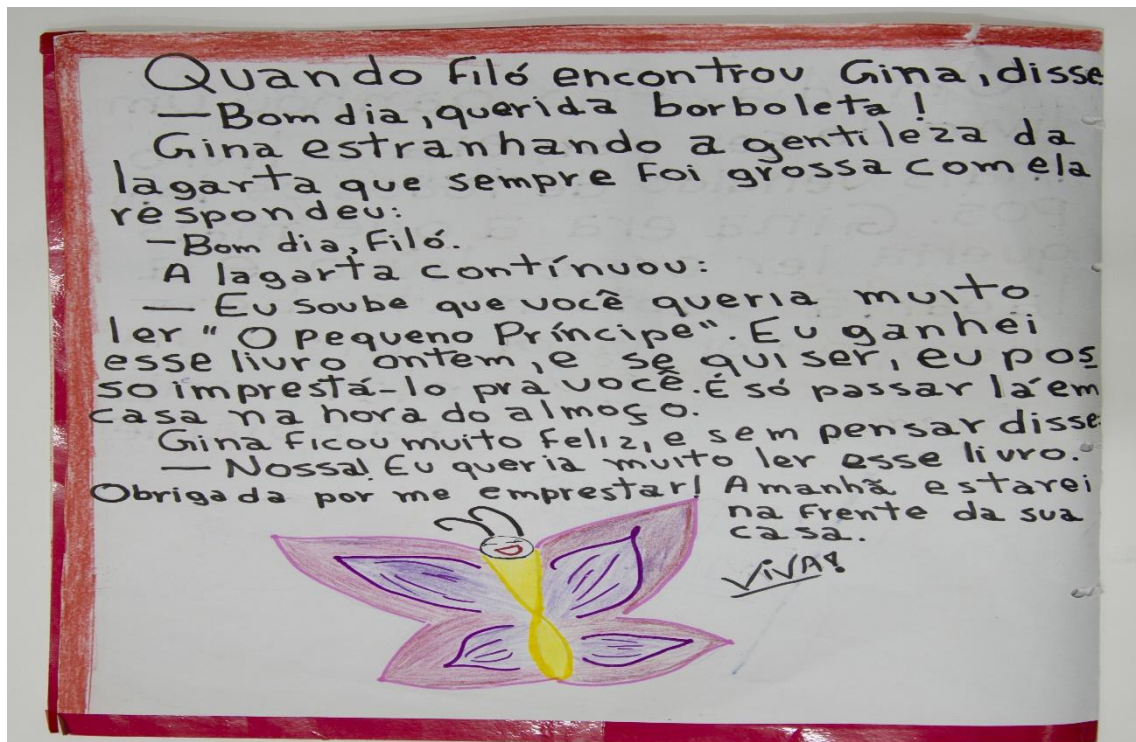 Quando Filó encontrou Gina, disse
— Bom dia, querida borboleta!
Gina estranhando a gentileza da
lagarta que sempre foi grossa com ela
respondeu:
— Bom dia, Filó.
A lagarta contínuou:
— Eu soube que você queria muito
ler "O Pequeno Príncipe". Eu ganhei
esse livro ontem, e se quiser, eu pos
so imprestá-lo pra você. É só passar lá em
casa na hora do almoço.
Gina ficou muito feliz, e sem pensar disse:
— Nossa! Eu queria muito ler esse livro.
Obrigada por me emprestar! Amanhã estarei
na frente da sua
casa.
VIVA!